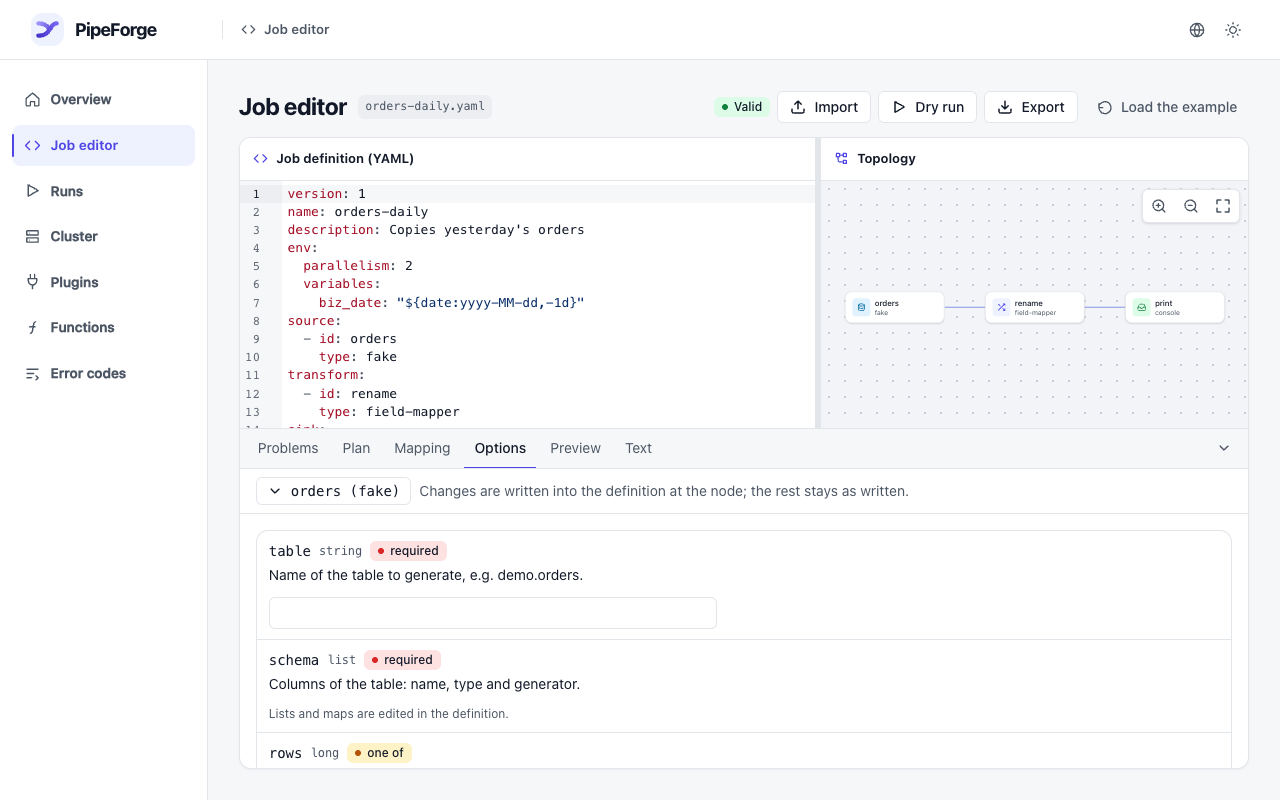 PipeForge
Job editor
Overview
Job editor
Runs
Cluster
Plugins
Functions
Error codes
Job editor orders-daily.yaml
Valid
Import
Dry run
Export
Load the example
Job definition (YAML)
1 version: 1
2 name: orders-daily
3 description: Copies yesterday's orders
4 env:
5 parallelism: 2
6 variables:
7 biz_date: "${date:yyyy-MM-dd,-1d}"
8 source:
9 - id: orders
10 type: fake
11 transform:
12 - id: rename
13 type: field-mapper
Topology
orders
fake
rename
field-mapper
print
console
Problems Plan Mapping Options Preview Text
orders (fake) Changes are written into the definition at the node; the rest stays as written.
table string required
Name of the table to generate, e.g. demo.orders.
schema list required
Columns of the table: name, type and generator.
Lists and maps are edited in the definition.
rows long one of